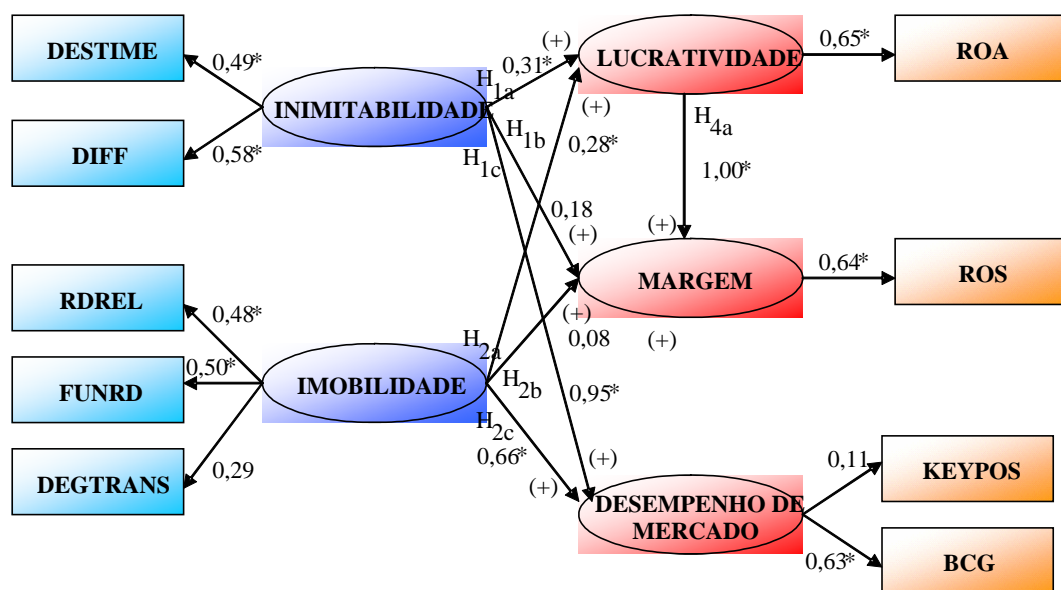 DESTIME
0,49*
DIFF
0,58*
INIMITABILIDADE
H1a
0,31*
(+)
LUCRATIVIDADE
0,65*
ROA
H1b
H1c
(+)
0,28*
H4a
1,00*
0,18
(+)
(+)
MARGEM
0,64*
ROS
RDREL
0,48*
FUNRD
0,50*
DEGTRANS
0,29
IMOBILIDADE
H2a
H2b
H2c
(+)
0,08
(+)
0,95*
0,66*
(+)
(+)
DESEMPENHO DE
MERCADO
0,11
KEYPOS
0,63*
BCG